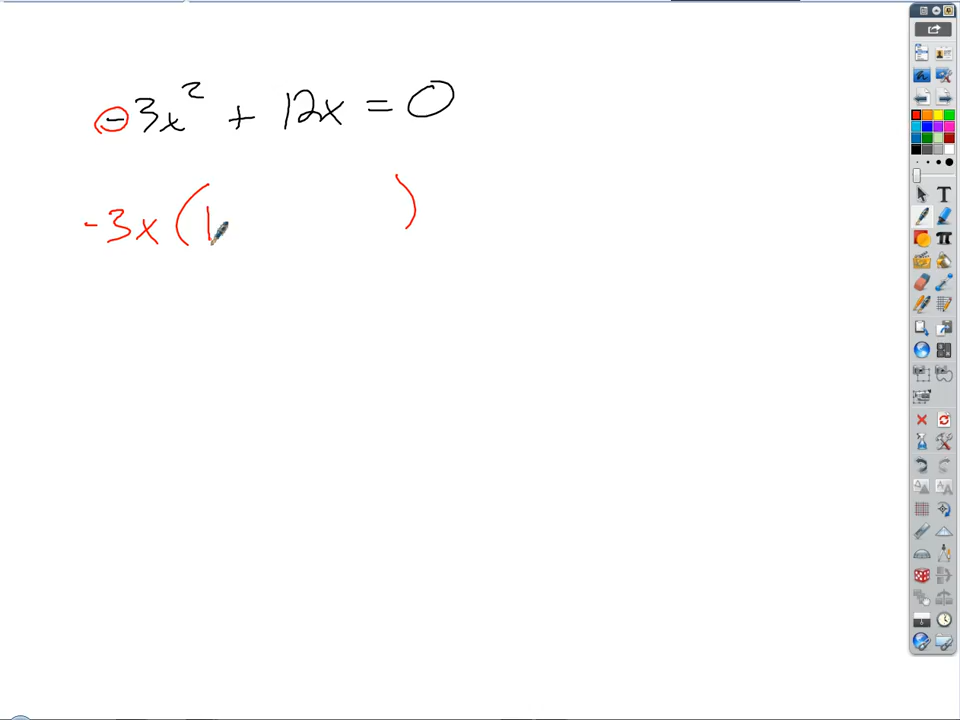 -3x² + 12x = 0
-3x ( 1 )